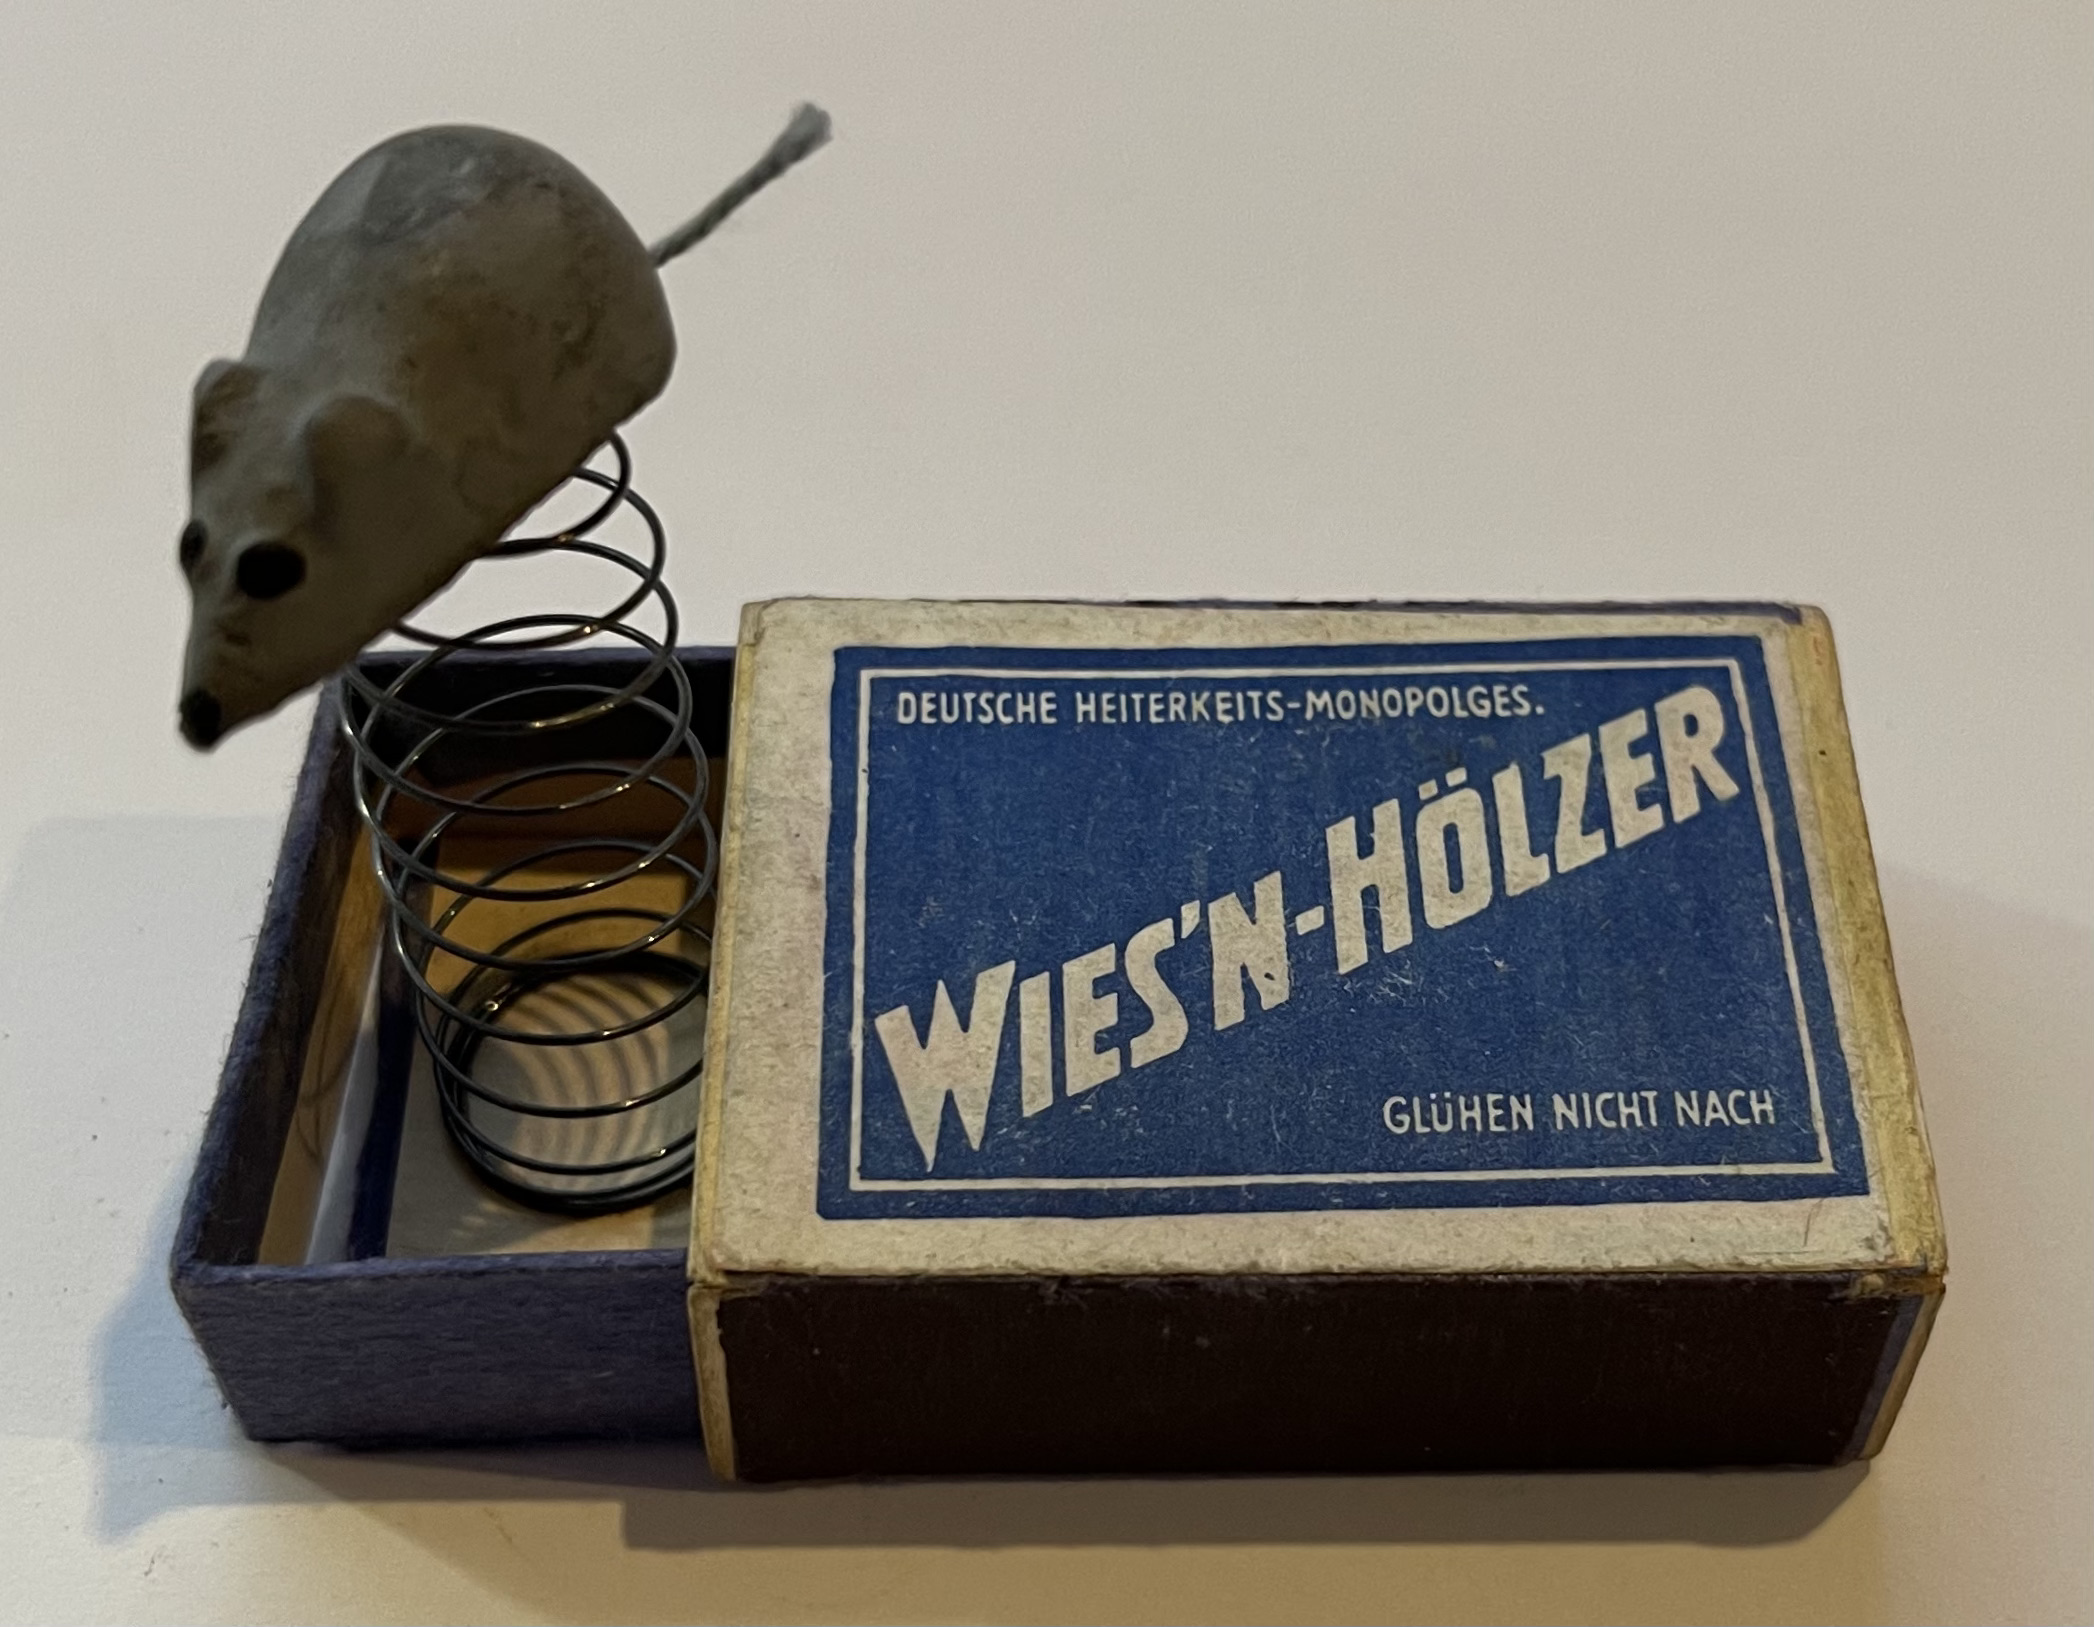 DEUTSCHE HEITERKEITS-MONOPOLGES.
WIES'N-HÖLZER
GLÜHEN NICHT NACH